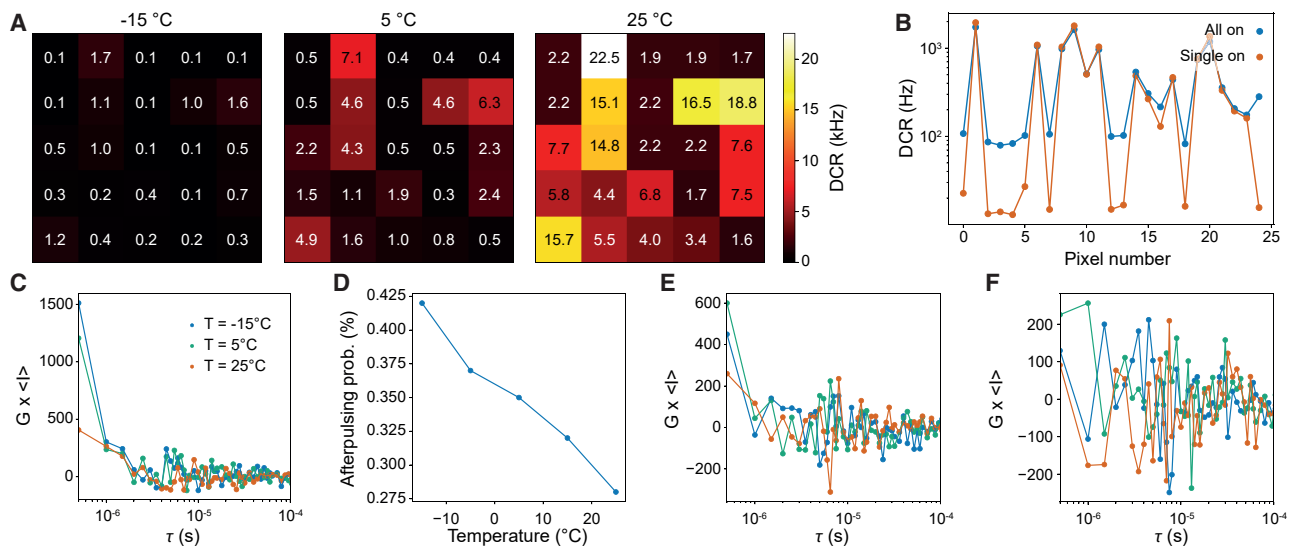 A
-15 °C
5 °C
25 °C
0.1 1.7 0.1 0.1 0.1
0.1 1.1 0.1 1.0 1.6
0.5 1.0 0.1 0.1 0.5
0.3 0.2 0.4 0.1 0.7
1.2 0.4 0.2 0.2 0.3
0.5 7.1 0.4 0.4 0.4
0.5 4.6 0.5 4.6 6.3
2.2 4.3 0.5 0.5 2.3
1.5 1.1 1.9 0.3 2.4
4.9 1.6 1.0 0.8 0.5
2.2 22.5 1.9 1.9 1.7
2.2 15.1 2.2 16.5 18.8
7.7 14.8 2.2 2.2 7.6
5.8 4.4 6.8 1.7 7.5
15.7 5.5 4.0 3.4 1.6
20
15
10
5
0
DCR (kHz)
B
All on
Single on
10³
10²
DCR (Hz)
0 5 10 15 20 25
Pixel number
C
T = -15°C
T = 5°C
T = 25°C
1500
1000
500
0
G x <I>
10⁻⁶ 10⁻⁵ 10⁻⁴
τ (s)
D
0.425
0.400
0.375
0.350
0.325
0.300
0.275
Afterpulsing prob. (%)
−10 0 10 20
Temperature (°C)
E
600
400
200
0
−200
G x <I>
10⁻⁶ 10⁻⁵ 10⁻⁴
τ (s)
F
200
100
0
−100
−200
G x <I>
10⁻⁶ 10⁻⁵ 10⁻⁴
τ (s)